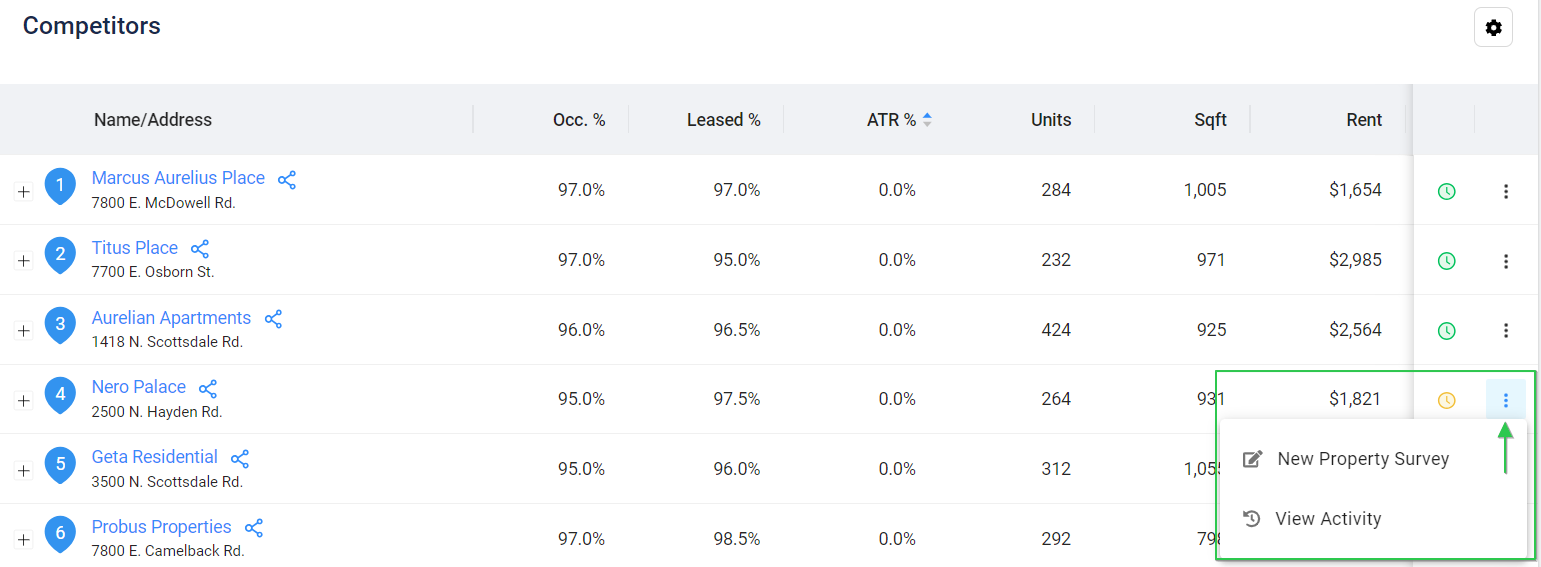 Competitors
Name/Address Occ. % Leased % ATR % Units Sqft Rent
1 Marcus Aurelius Place 97.0% 97.0% 0.0% 284 1,005 $1,654
7800 E. McDowell Rd.
2 Titus Place 97.0% 95.0% 0.0% 232 971 $2,985
7700 E. Osborn St.
3 Aurelian Apartments 96.0% 96.5% 0.0% 424 925 $2,564
1418 N. Scottsdale Rd.
4 Nero Palace 95.0% 97.5% 0.0% 264 931 $1,821
2500 N. Hayden Rd.
5 Geta Residential 95.0% 96.0% 0.0% 312 1,055
3500 N. Scottsdale Rd.
New Property Survey
6 Probus Properties 97.0% 98.5% 0.0% 292 798
7800 E. Camelback Rd.
View Activity